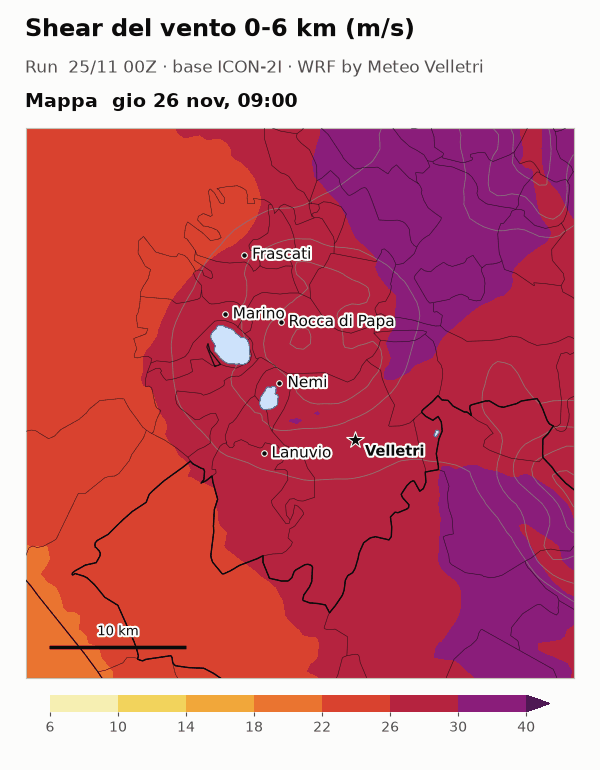 Shear del vento 0-6 km (m/s)
Run  25/11 00Z · base ICON-2I · WRF by Meteo Velletri
Mappa  gio 26 nov, 09:00
Frascati
Marino
Rocca di Papa
Nemi
Velletri
Lanuvio
10 km
6 10 14 18 22 26 30 40